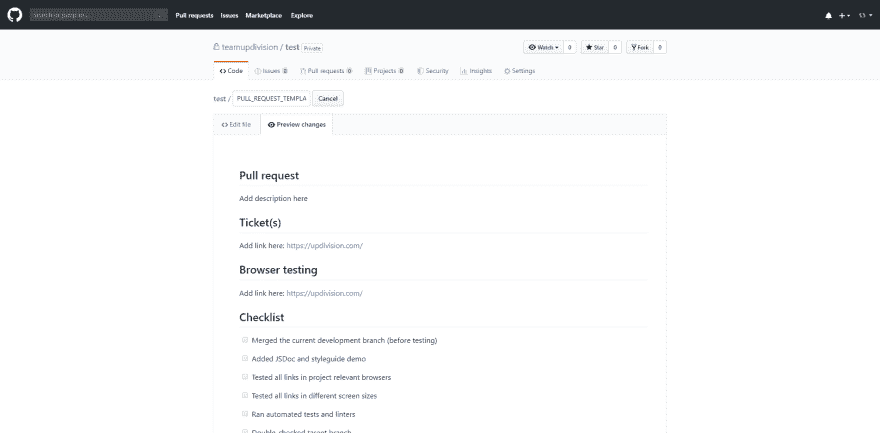 Pull requests Issues Marketplace Explore
teamupdivision / test Private
Watch 0 Star 0 Fork 0
Code Issues 0 Pull requests 0 Projects 0 Security Insights Settings
test / PULL_REQUEST_TEMPLA Cancel
Edit file Preview changes
Pull request
Add description here
Ticket(s)
Add link here: https://updivision.com/
Browser testing
Add link here: https://updivision.com/
Checklist
Merged the current development branch (before testing)
Added JSDoc and styleguide demo
Tested all links in project relevant browsers
Tested all links in different screen sizes
Ran automated tests and linters
Double-checked target branch